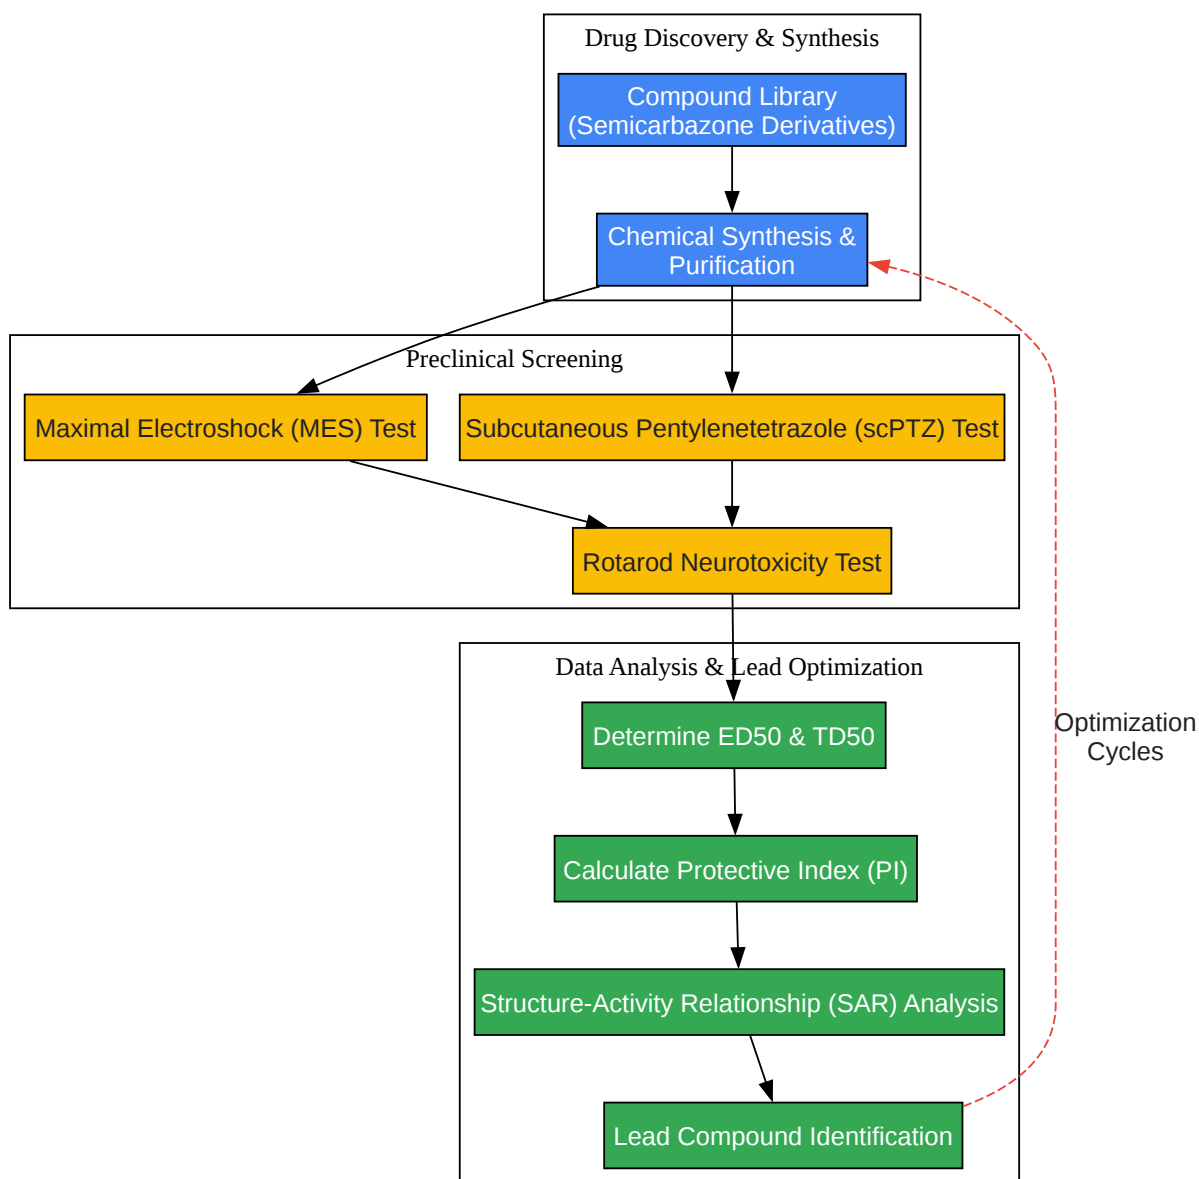 Drug Discovery & Synthesis
Compound Library
(Semicarbazone Derivatives)
Chemical Synthesis &
Purification
Preclinical Screening
Maximal Electroshock (MES) Test
Subcutaneous Pentylenetetrazole (scPTZ) Test
Rotarod Neurotoxicity Test
Data Analysis & Lead Optimization
Determine ED50 & TD50
Optimization
Cycles
Calculate Protective Index (PI)
Structure-Activity Relationship (SAR) Analysis
Lead Compound Identification